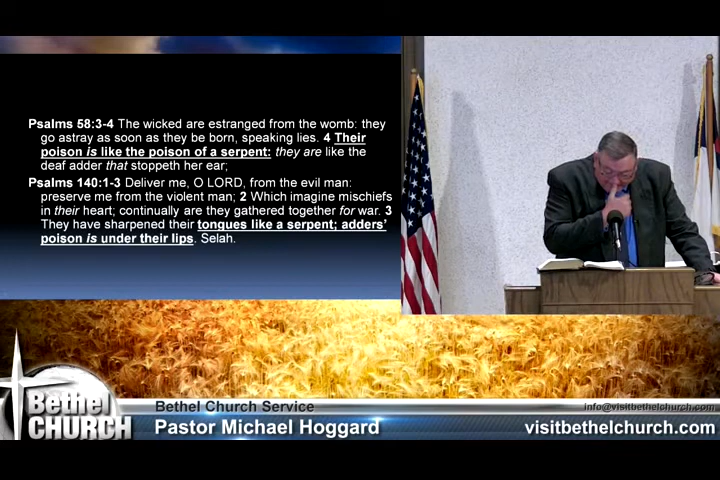 Psalms 58:3-4 The wicked are estranged from the womb: they
go astray as soon as they be born, speaking lies. 4 Their
poison is like the poison of a serpent: they are like the
deaf adder that stoppeth her ear;
Psalms 140:1-3 Deliver me, O LORD, from the evil man:
preserve me from the violent man; 2 Which imagine mischiefs
in their heart; continually are they gathered together for war. 3
They have sharpened their tongues like a serpent; adders'
poison is under their lips. Selah.
Bethel
CHURCH
Bethel Church Service
info@visitbethelchurch.com
Pastor Michael Hoggard
visitbethelchurch.com